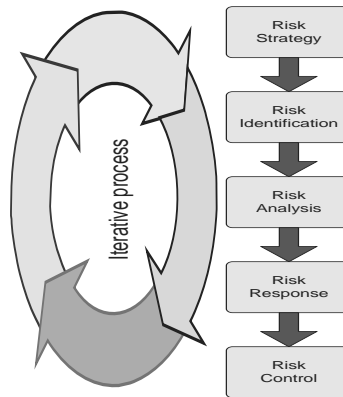 Iterative process
Risk
Strategy
Risk
Identification
Risk
Analysis
Risk
Response
Risk
Control